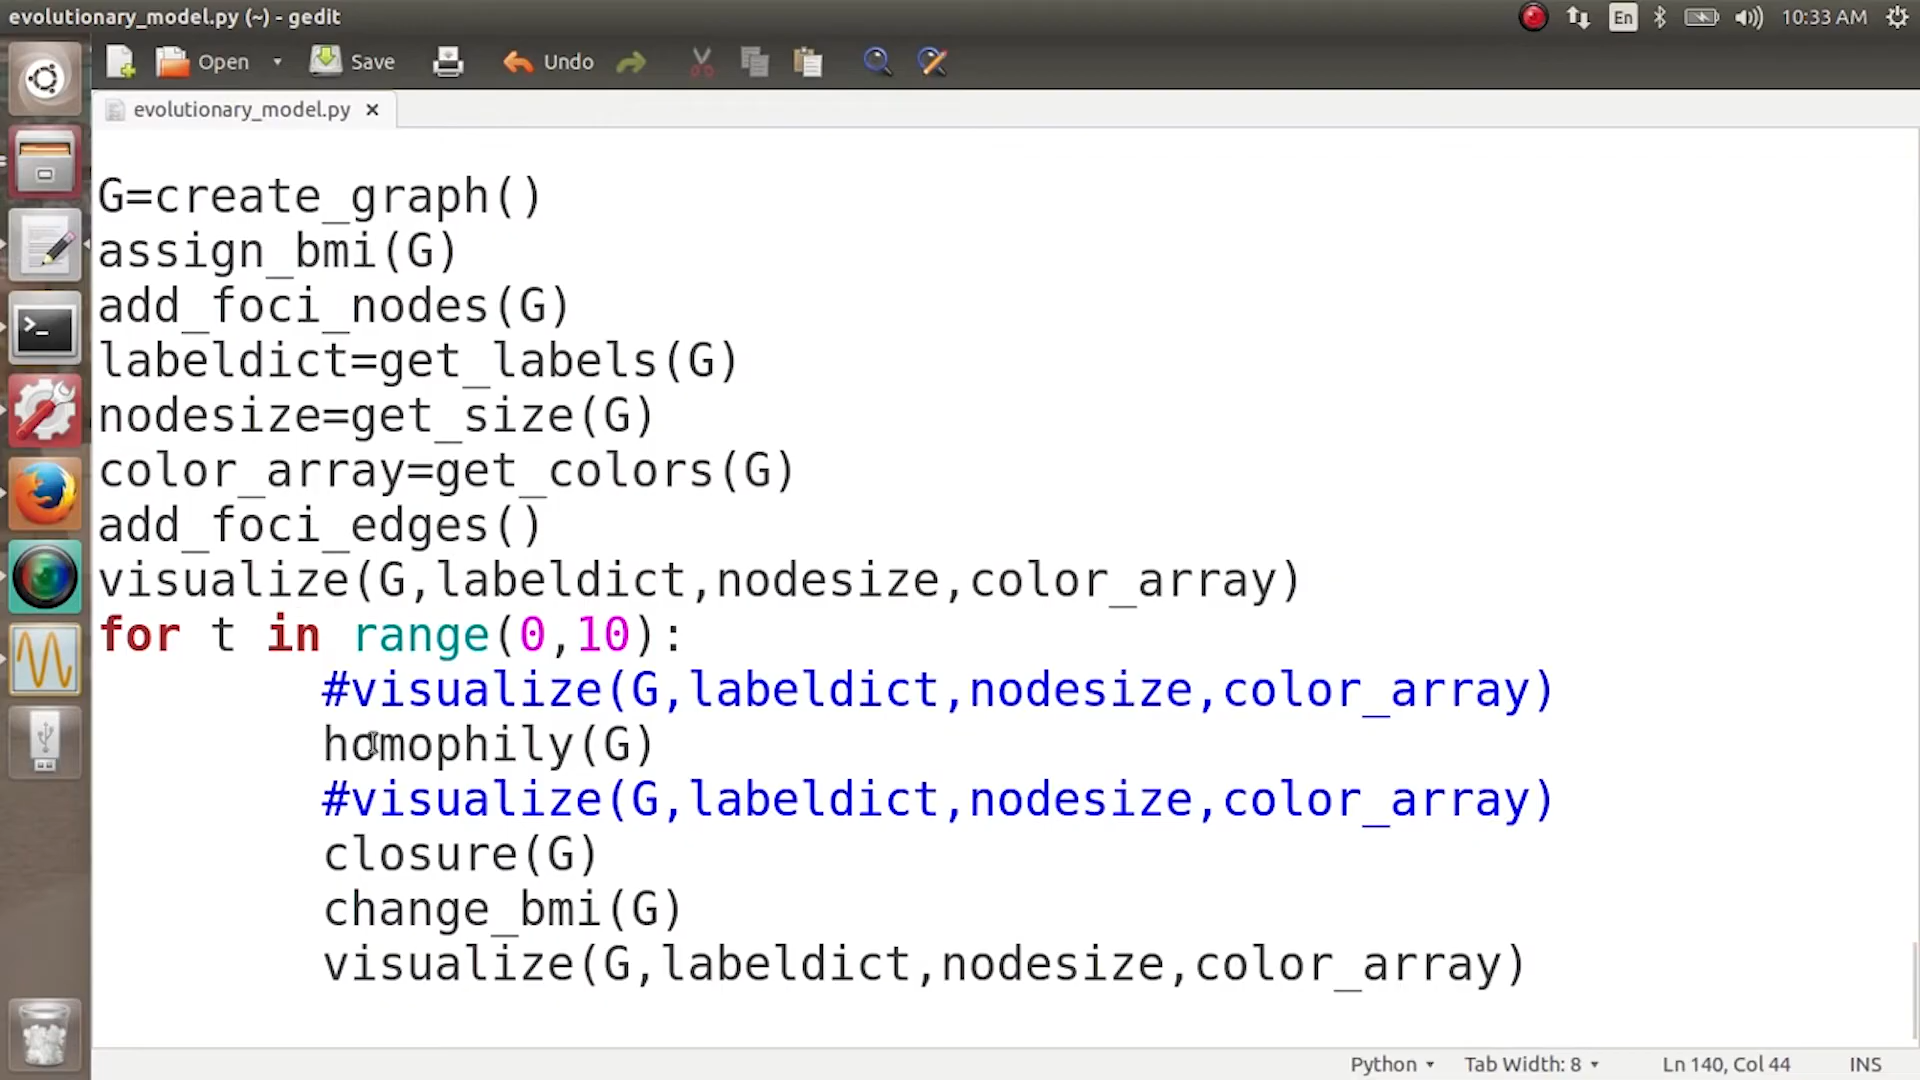 evolutionary_model.py (~) - gedit
En
10:33 AM
Open
Save
Undo
evolutionary_model.py
G=create_graph()
assign_bmi(G)
add_foci_nodes(G)
labeldict=get_labels(G)
nodesize=get_size(G)
color_array=get_colors(G)
add_foci_edges()
visualize(G,labeldict,nodesize,color_array)
for t in range(0,10):
#visualize(G,labeldict,nodesize,color_array)
homophily(G)
#visualize(G,labeldict,nodesize,color_array)
closure(G)
change_bmi(G)
visualize(G,labeldict,nodesize,color_array)
Python
Tab Width: 8
Ln 140, Col 44
INS